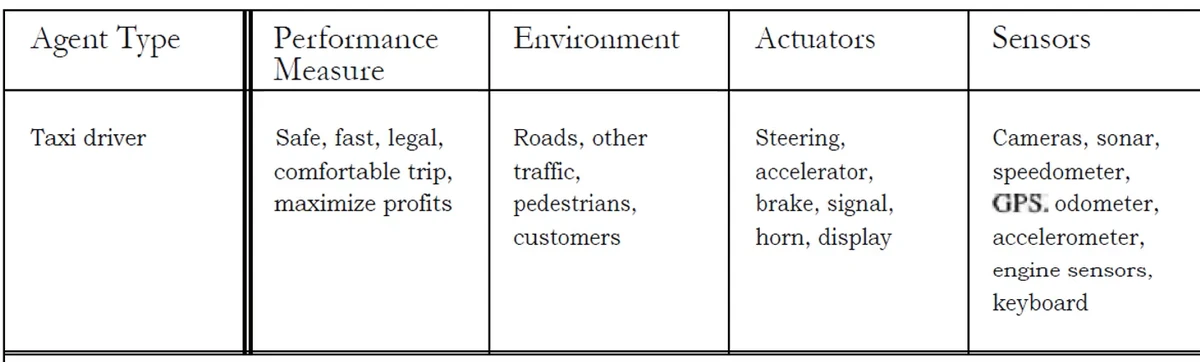 Agent Type
Performance
Measure
Environment
Actuators
Sensors
Taxi driver
Safe, fast, legal,
comfortable trip,
maximize profits
Roads, other
traffic,
pedestrians,
customers
Steering,
accelerator,
brake, signal,
horn, display
Cameras, sonar,
speedometer,
GPS. odometer,
accelerometer,
engine sensors,
keyboard